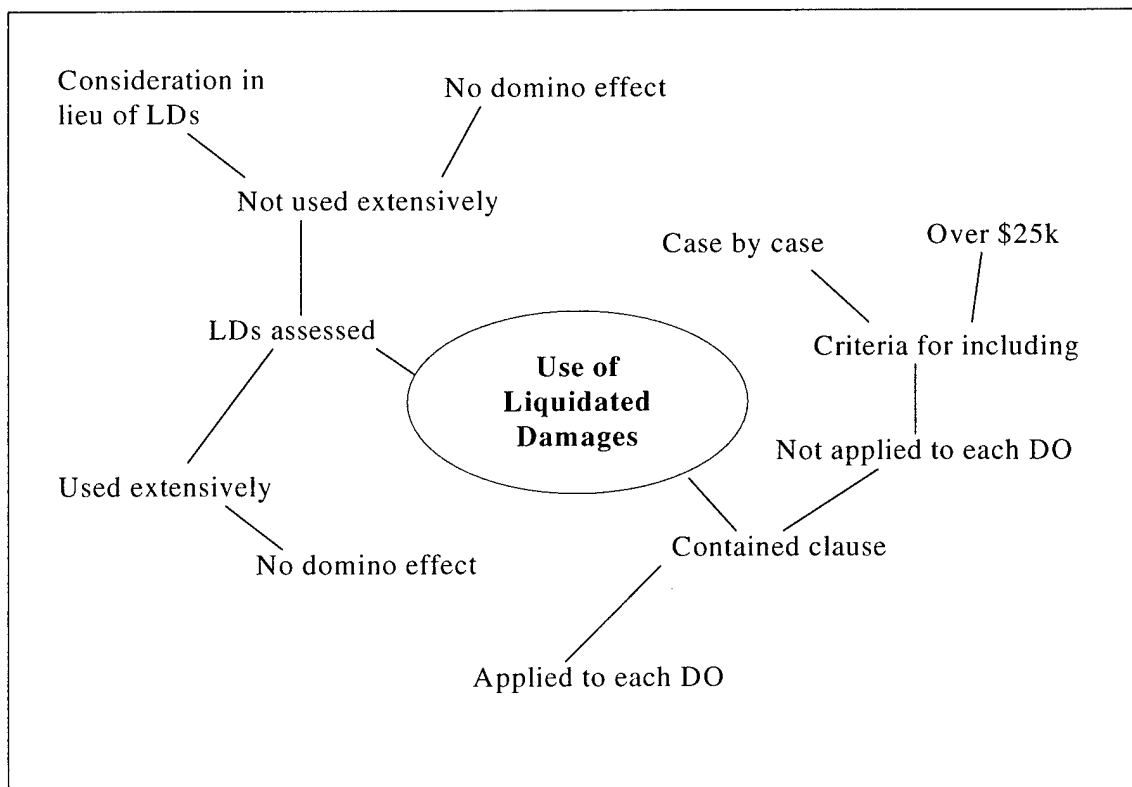 Consideration in
lieu of LDs
No domino effect
Not used extensively
Case by case
Over $25k
LDs assessed
Criteria for including
Use of
Liquidated
Damages
Not applied to each DO
Used extensively
Contained clause
No domino effect
Applied to each DO